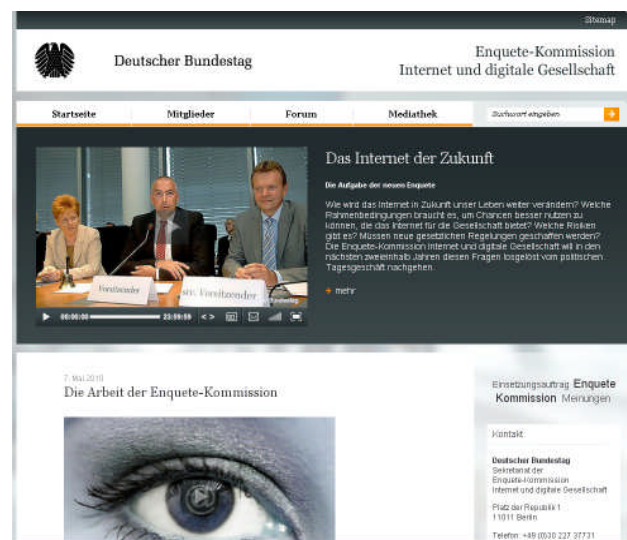 Sitemap
Deutscher Bundestag
Enquete-Kommission
Internet und digitale Gesellschaft
Startseite
Mitglieder
Forum
Mediathek
Suchwort eingeben
Das Internet der Zukunft
Die Aufgabe der neuen Enquete
Wie wird das Internet in Zukunft unser Leben weiter verändern? Welche
Rahmenbedingungen braucht es, um Chancen besser nutzen zu
können, die das Internet für die Gesellschaft bietet? Welche Risiken
gibt es? Müssen neue gesetzlichen Regelungen geschaffen werden?
Die Enquete-Kommission Internet und digitale Gesellschaft will in den
nächsten zweieinhalb Jahren diesen Fragen losgelöst vom politischen
Tagesgeschäft nachgehen.
mehr
Vorsitzender
stv. Vorsitzender
00:00:00
23:59:59
7. Mai 2010
Die Arbeit der Enquete-Kommission
Einsetzungsauftrag Enquete
Kommission Meinungen
Kontakt
Deutscher Bundestag
Sekretariat der
Enquete-Kommission
Internet und digitale Gesellschaft
Platz der Republik 1
11011 Berlin
Telefon: +49 (0)30 227 37731